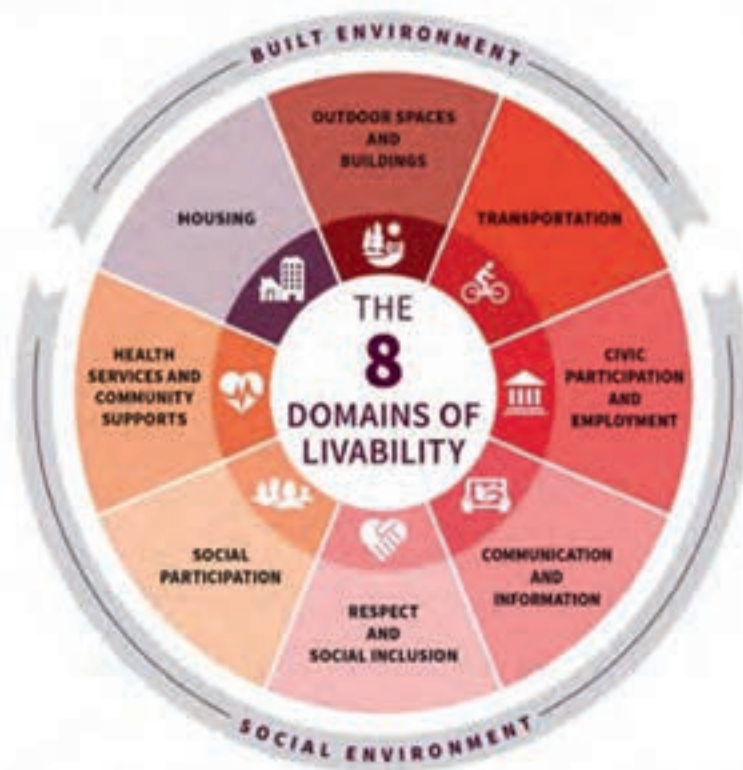 BUILT ENVIRONMENT
OUTDOOR SPACES
AND
BUILDINGS
TRANSPORTATION
CIVIC
PARTICIPATION
AND
EMPLOYMENT
COMMUNICATION
AND
INFORMATION
RESPECT
AND
SOCIAL INCLUSION
SOCIAL
PARTICIPATION
HEALTH
SERVICES AND
COMMUNITY
SUPPORTS
HOUSING
THE
8
DOMAINS OF
LIVABILITY
SOCIAL ENVIRONMENT